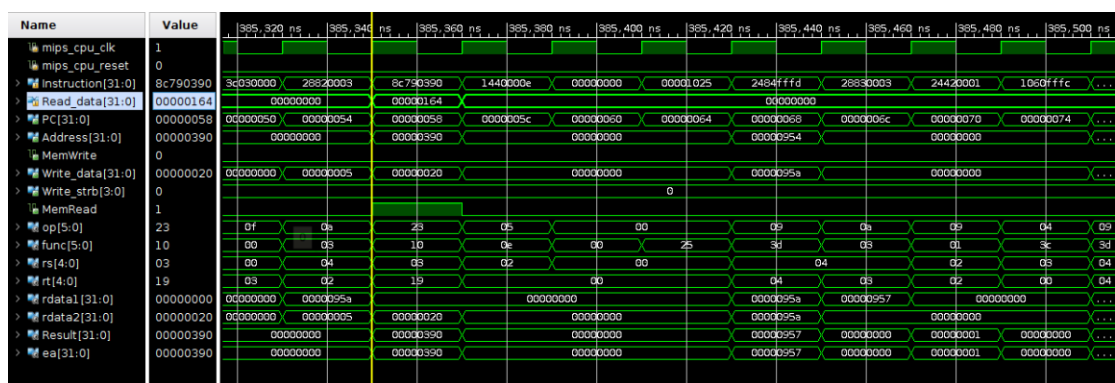 Name Value 385,320 ns 385,340 ns 385,360 ns 385,380 ns 385,400 ns 385,420 ns 385,440 ns 385,460 ns 385,480 ns 385,500 ns
mips_cpu_clk 1
mips_cpu_reset 0
Instruction[31:0] 8c790390 3c030000 28820003 8c790390 1440000e 00000000 00001025 2484fffd 28830003 24420001 1060fffc ...
Read_data[31:0] 00000164 00000000 00000164 00000000
PC[31:0] 00000058 00000050 00000054 00000058 0000005c 00000060 00000064 00000068 0000006c 00000070 00000074 ...
Address[31:0] 00000390 00000000 00000390 00000000 00000954 00000000 ...
MemWrite 0
Write_data[31:0] 00000020 00000000 00000005 00000020 00000000 0000095a 00000000 ...
Write_strb[3:0] 0 0
MemRead 1
op[5:0] 23 0f 0a 23 05 00 09 0a 09 04 09
func[5:0] 10 00 03 10 0e 00 25 3d 03 01 3c 3d
rs[4:0] 03 00 04 03 02 00 04 02 03 04
rt[4:0] 19 03 02 19 00 04 03 02 00 04
rdata1[31:0] 00000000 00000000 0000095a 00000000 0000095a 00000957 00000000 ...
rdata2[31:0] 00000020 00000000 00000005 00000020 00000000 0000095a 00000000 ...
Result[31:0] 00000390 00000000 00000390 00000000 00000957 00000000 00000001 00000000 ...
ea[31:0] 00000390 00000000 00000390 00000000 00000957 00000000 00000001 00000000 ...